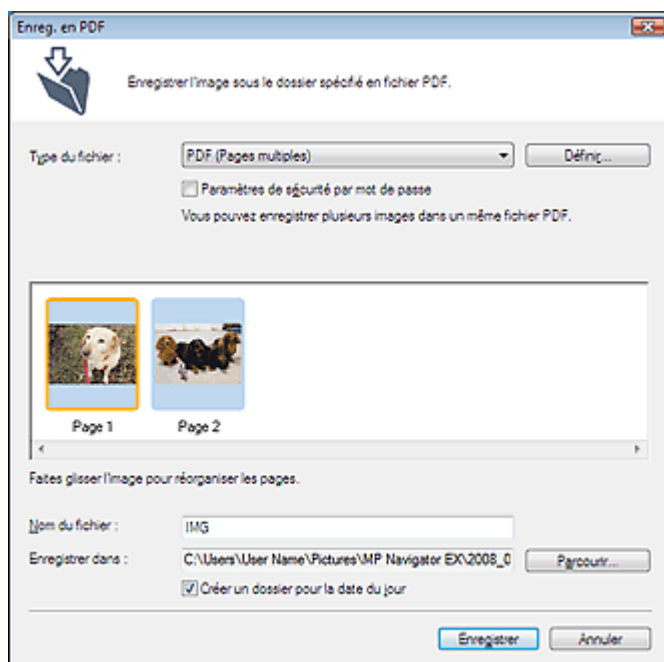 Enreg. en PDF
Enregistrer l'image sous le dossier spécifié en fichier PDF.
Type du fichier :
PDF (Pages multiples)
Définir...
Paramètres de sécurité par mot de passe
Vous pouvez enregistrer plusieurs images dans un même fichier PDF.
Page 1
Page 2
Faites glisser l'image pour réorganiser les pages.
Nom du fichier :
IMG
Enregistrer dans :
C:\Users\User Name\Pictures\MP Navigator EX\2008_0
Parcourir...
Créer un dossier pour la date du jour
Enregistrer
Annuler